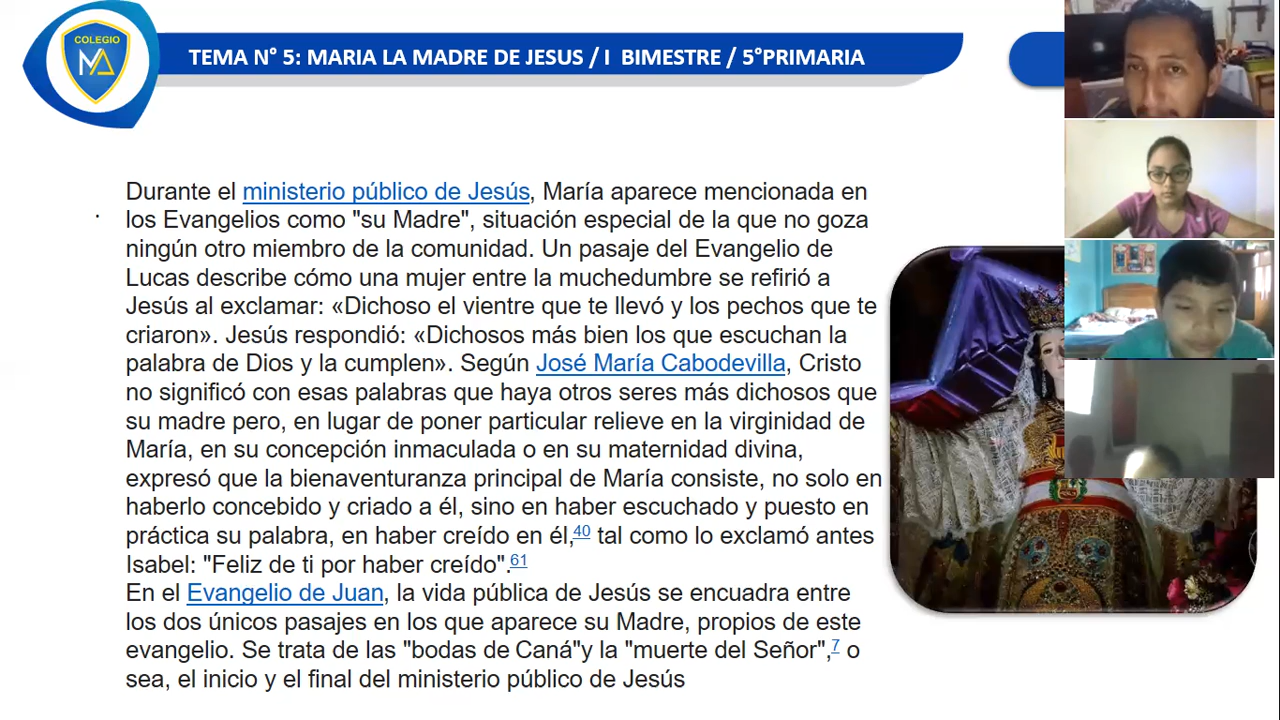 COLEGIO
MA
TEMA N° 5: MARIA LA MADRE DE JESUS / I BIMESTRE / 5°PRIMARIA
Durante el ministerio público de Jesús, María aparece mencionada en
los Evangelios como "su Madre", situación especial de la que no goza
ningún otro miembro de la comunidad. Un pasaje del Evangelio de
Lucas describe cómo una mujer entre la muchedumbre se refirió a
Jesús al exclamar: «Dichoso el vientre que te llevó y los pechos que te
criaron». Jesús respondió: «Dichosos más bien los que escuchan la
palabra de Dios y la cumplen». Según José María Cabodevilla, Cristo
no significó con esas palabras que haya otros seres más dichosos que
su madre pero, en lugar de poner particular relieve en la virginidad de
María, en su concepción inmaculada o en su maternidad divina,
expresó que la bienaventuranza principal de María consiste, no solo en
haberlo concebido y criado a él, sino en haber escuchado y puesto en
práctica su palabra, en haber creído en él,40 tal como lo exclamó antes
Isabel: "Feliz de ti por haber creído".61
En el Evangelio de Juan, la vida pública de Jesús se encuadra entre
los dos únicos pasajes en los que aparece su Madre, propios de este
evangelio. Se trata de las "bodas de Caná"y la "muerte del Señor",7 o
sea, el inicio y el final del ministerio público de Jesús